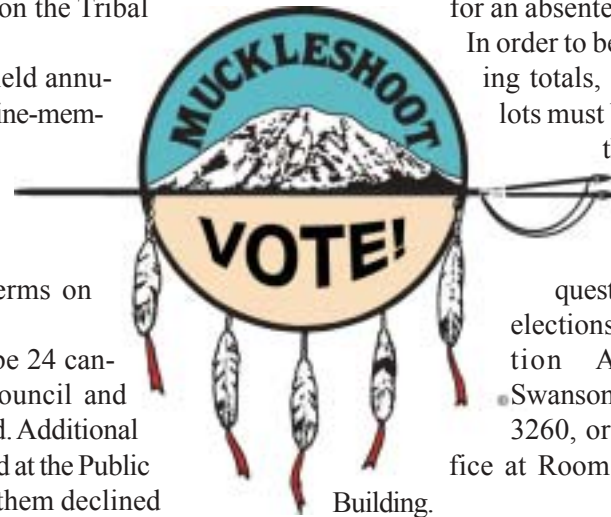 on the Tribal
eld annu-
ine-mem-
erms on
be 24 can-
ouncil and
d. Additional
d at the Public
them declined
MUCKLESHOOT
VOTE!
for an absente
In order to be
ing totals,
lots must
t
quest
elections
tion A
Swanson
3260, or
fice at Room
Building.